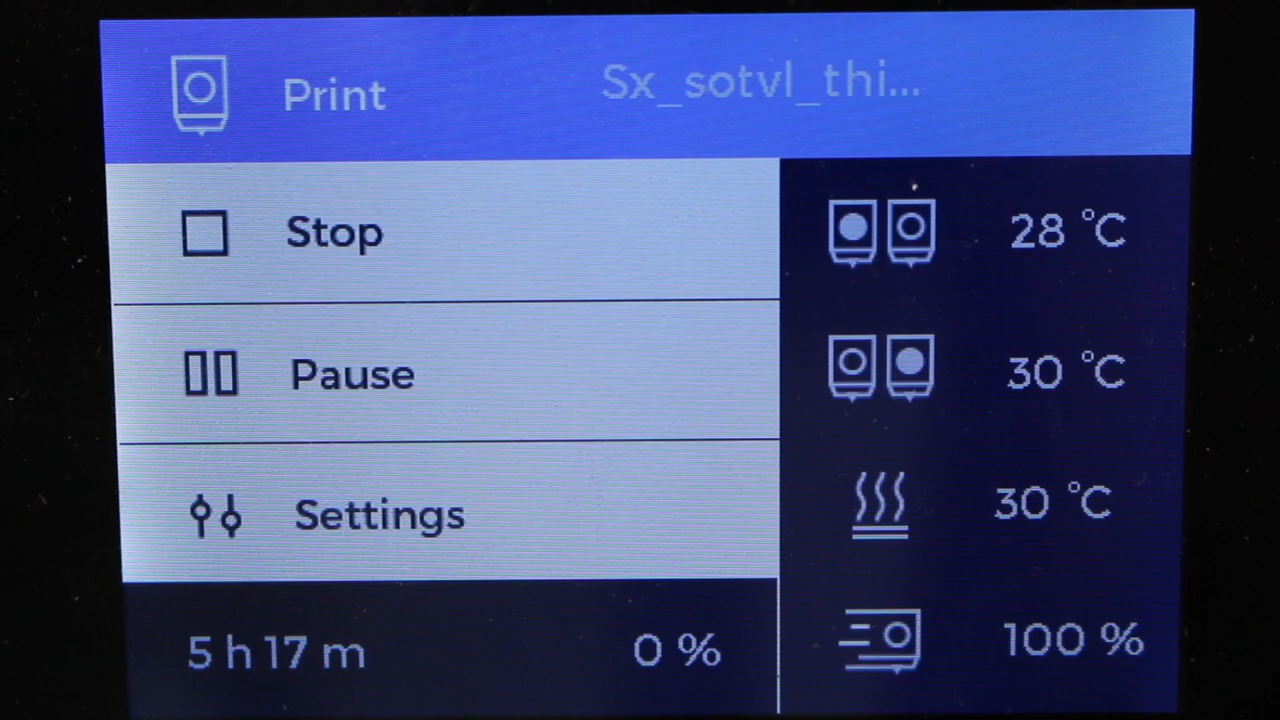 Print
Sx_sotvl_thi...
Stop
28 °C
Pause
30 °C
Settings
30 °C
5 h 17 m
0 %
100 %